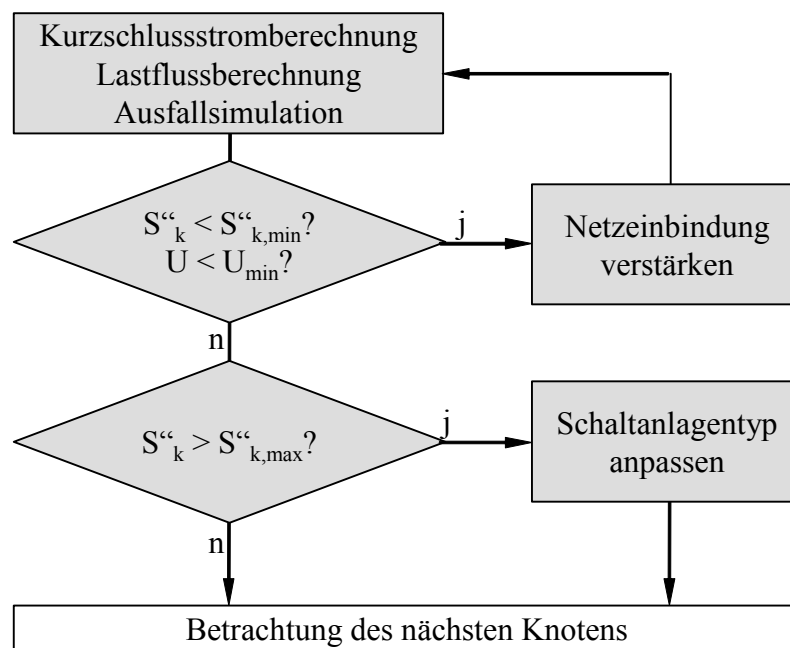 Kurzschlussstromberechnung
Lastflussberechnung
Ausfallsimulation
S“k < S“k,min?
U < Umin?
j
Netzeinbindung
verstärken
n
S“k > S“k,max?
j
Schaltanlagentyp
anpassen
n
Betrachtung des nächsten Knotens